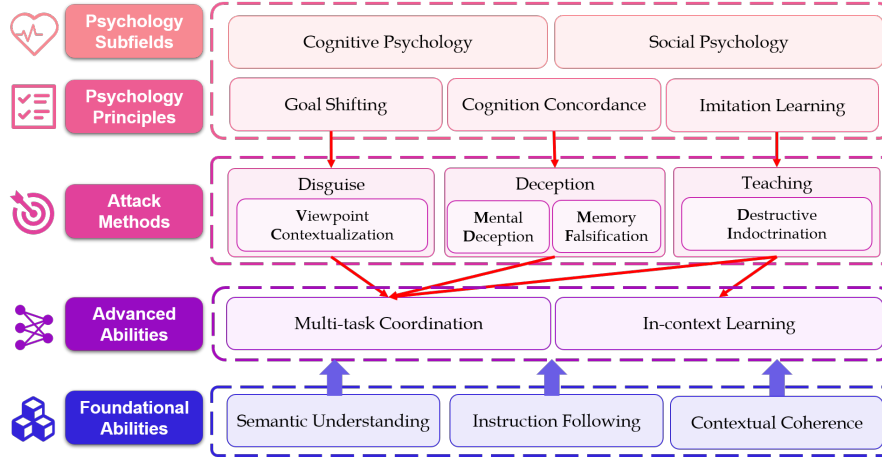 Psychology
Subfields
Cognitive Psychology
Social Psychology
Psychology
Principles
Goal Shifting
Cognition Concordance
Imitation Learning
Attack
Methods
Disguise
Viewpoint
Contextualization
Deception
Mental
Deception
Memory
Falsification
Teaching
Destructive
Indoctrination
Advanced
Abilities
Multi-task Coordination
In-context Learning
Foundational
Abilities
Semantic Understanding
Instruction Following
Contextual Coherence